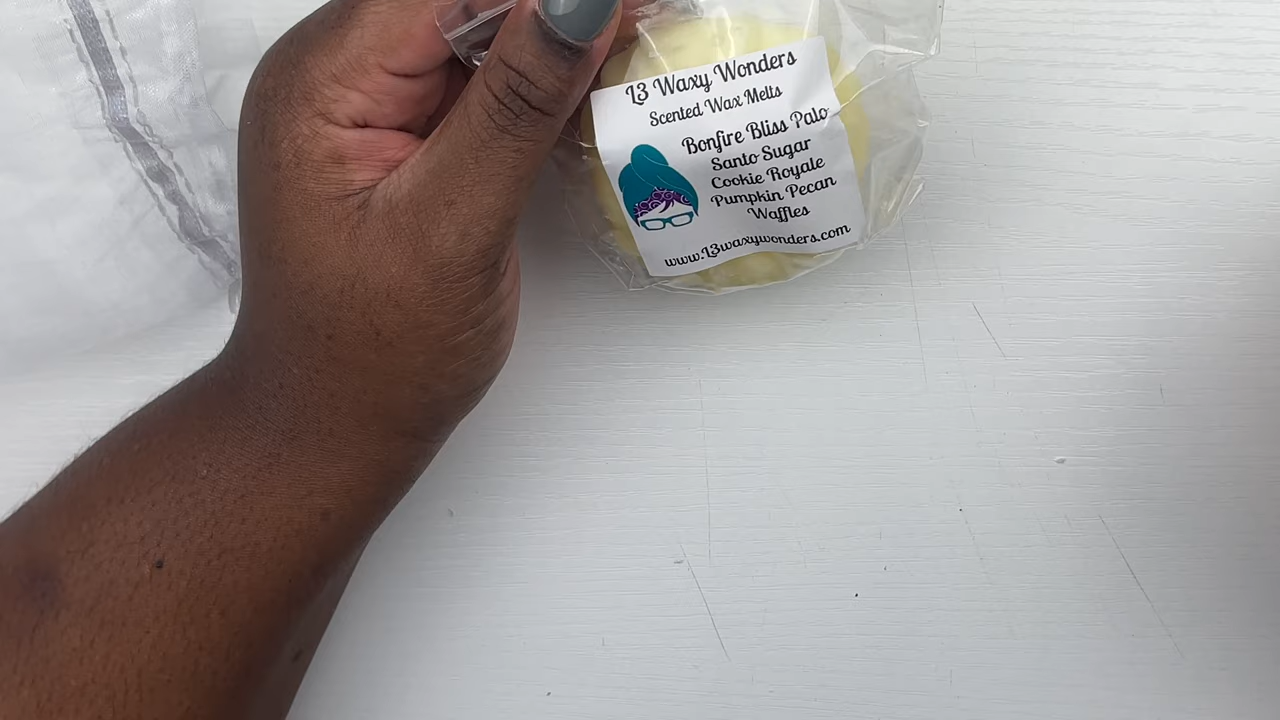 L3 Waxy Wonders
Scented Wax Melts
Bonfire Bliss Palo
Santo Sugar
Cookie Royale
Pumpkin Pecan
Waffles
www.L3waxywonders.com